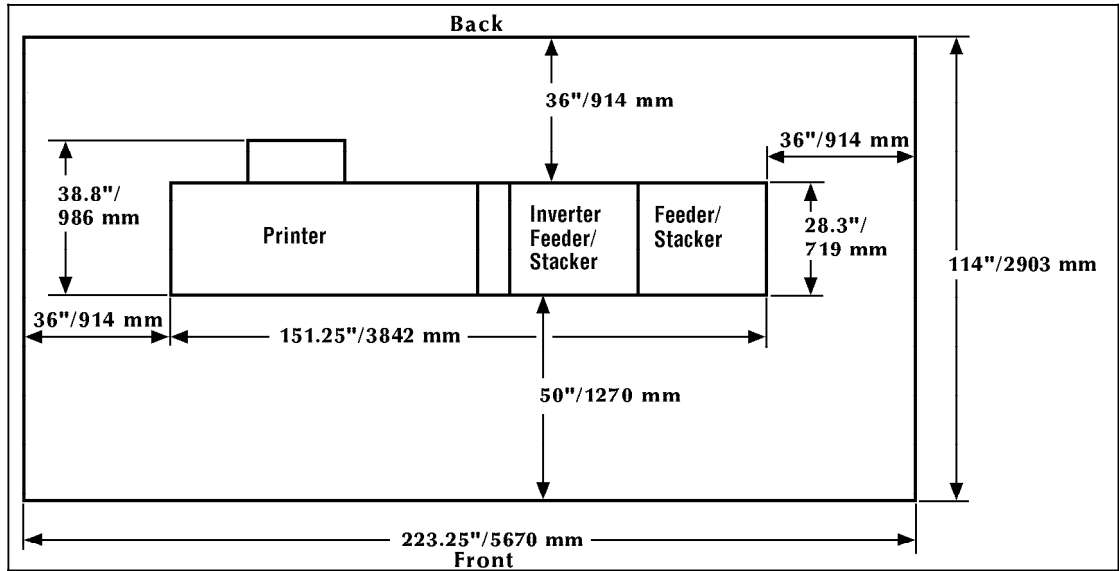 Back
36"/914 mm
36"/914 mm
38.8"/
986 mm
Printer
Inverter
Feeder/
Stacker
Feeder/
Stacker
28.3"/
719 mm
114"/2903 mm
36"/914 mm
151.25"/3842 mm
50"/1270 mm
223.25"/5670 mm
Front